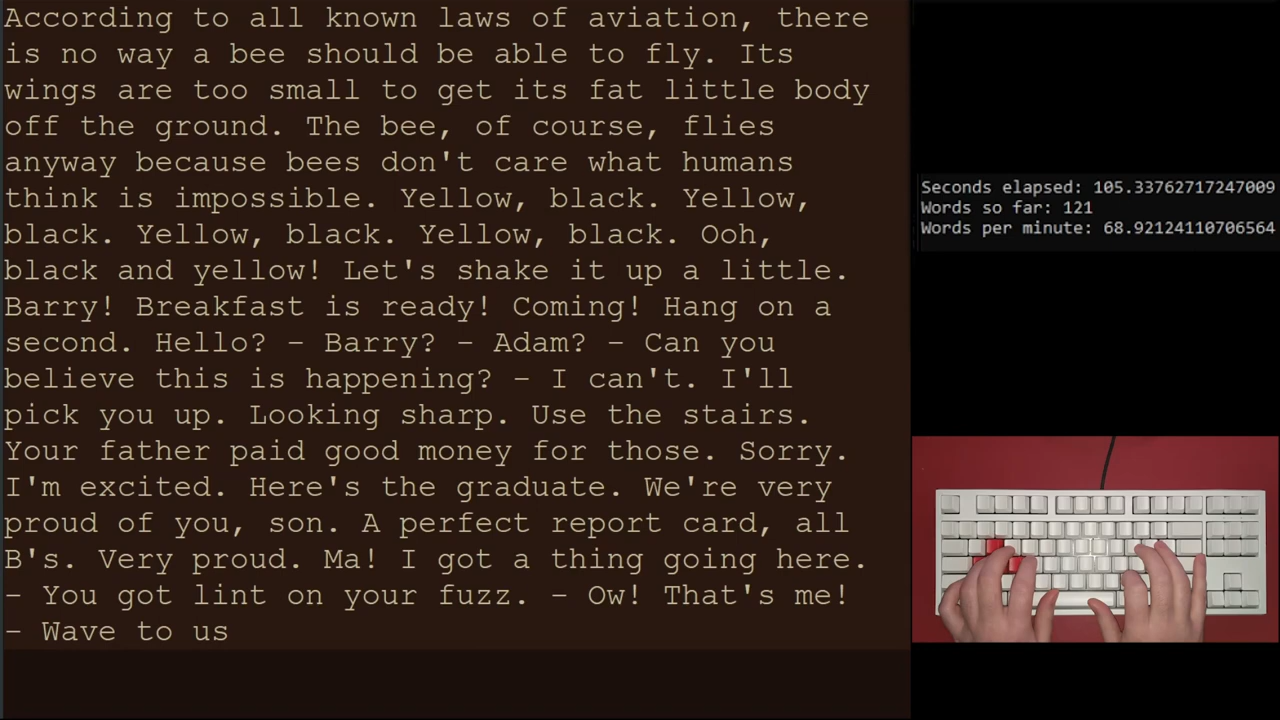 According to all known laws of aviation, there
is no way a bee should be able to fly. Its
wings are too small to get its fat little body
off the ground. The bee, of course, flies
anyway because bees don't care what humans
think is impossible. Yellow, black. Yellow,
black. Yellow, black. Yellow, black. Ooh,
black and yellow! Let's shake it up a little.
Barry! Breakfast is ready! Coming! Hang on a
second. Hello? - Barry? - Adam? - Can you
believe this is happening? - I can't. I'll
pick you up. Looking sharp. Use the stairs.
Your father paid good money for those. Sorry.
I'm excited. Here's the graduate. We're very
proud of you, son. A perfect report card, all
B's. Very proud. Ma! I got a thing going here.
- You got lint on your fuzz. - Ow! That's me!
- Wave to us
Seconds elapsed: 105.33762717247009
Words so far: 121
Words per minute: 68.92124110706564